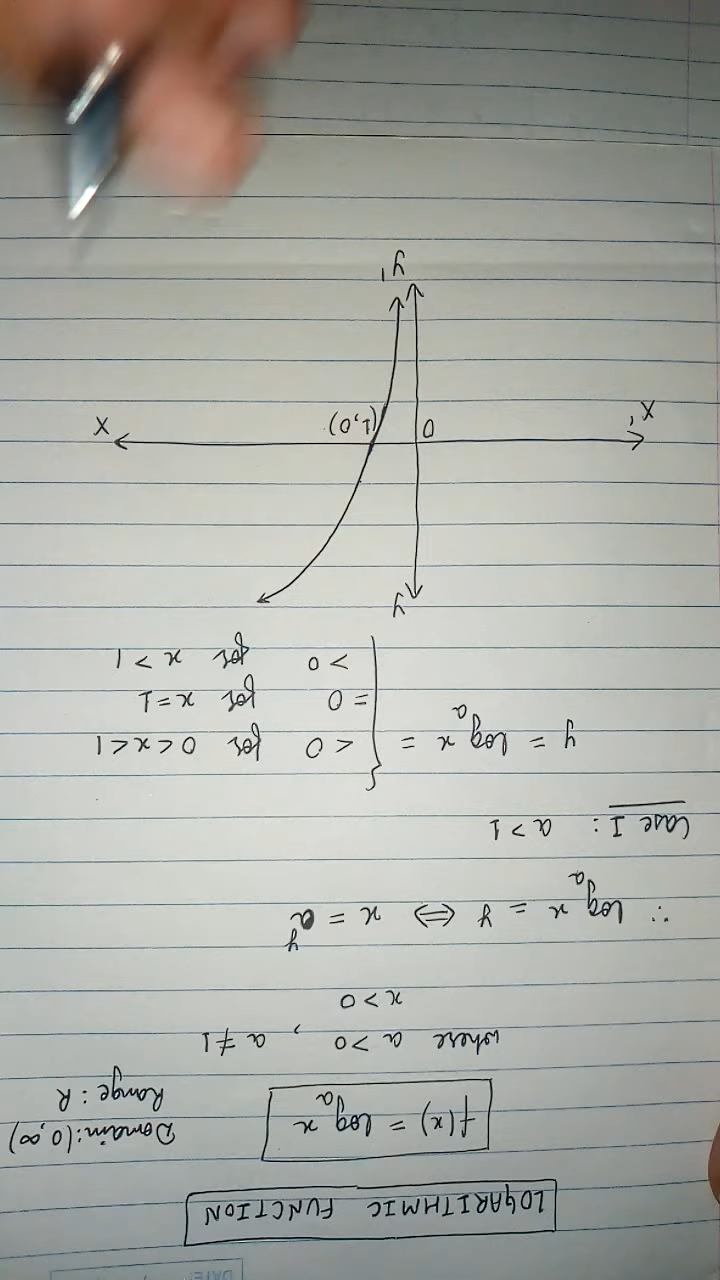 DATE
LOGARITHMIC FUNCTION
f(x) = log_a x
Domain: (0, ∞)
Range: R
where a>0 , a ≠ 1
x>0
∵ log_a x = y ⇔ x = a^y
Case I : a > 1
y = log_a x = { < 0 for 0<x<1
= 0 for x=1
> 0 for x > 1
y
x' O (1,0) x
y'